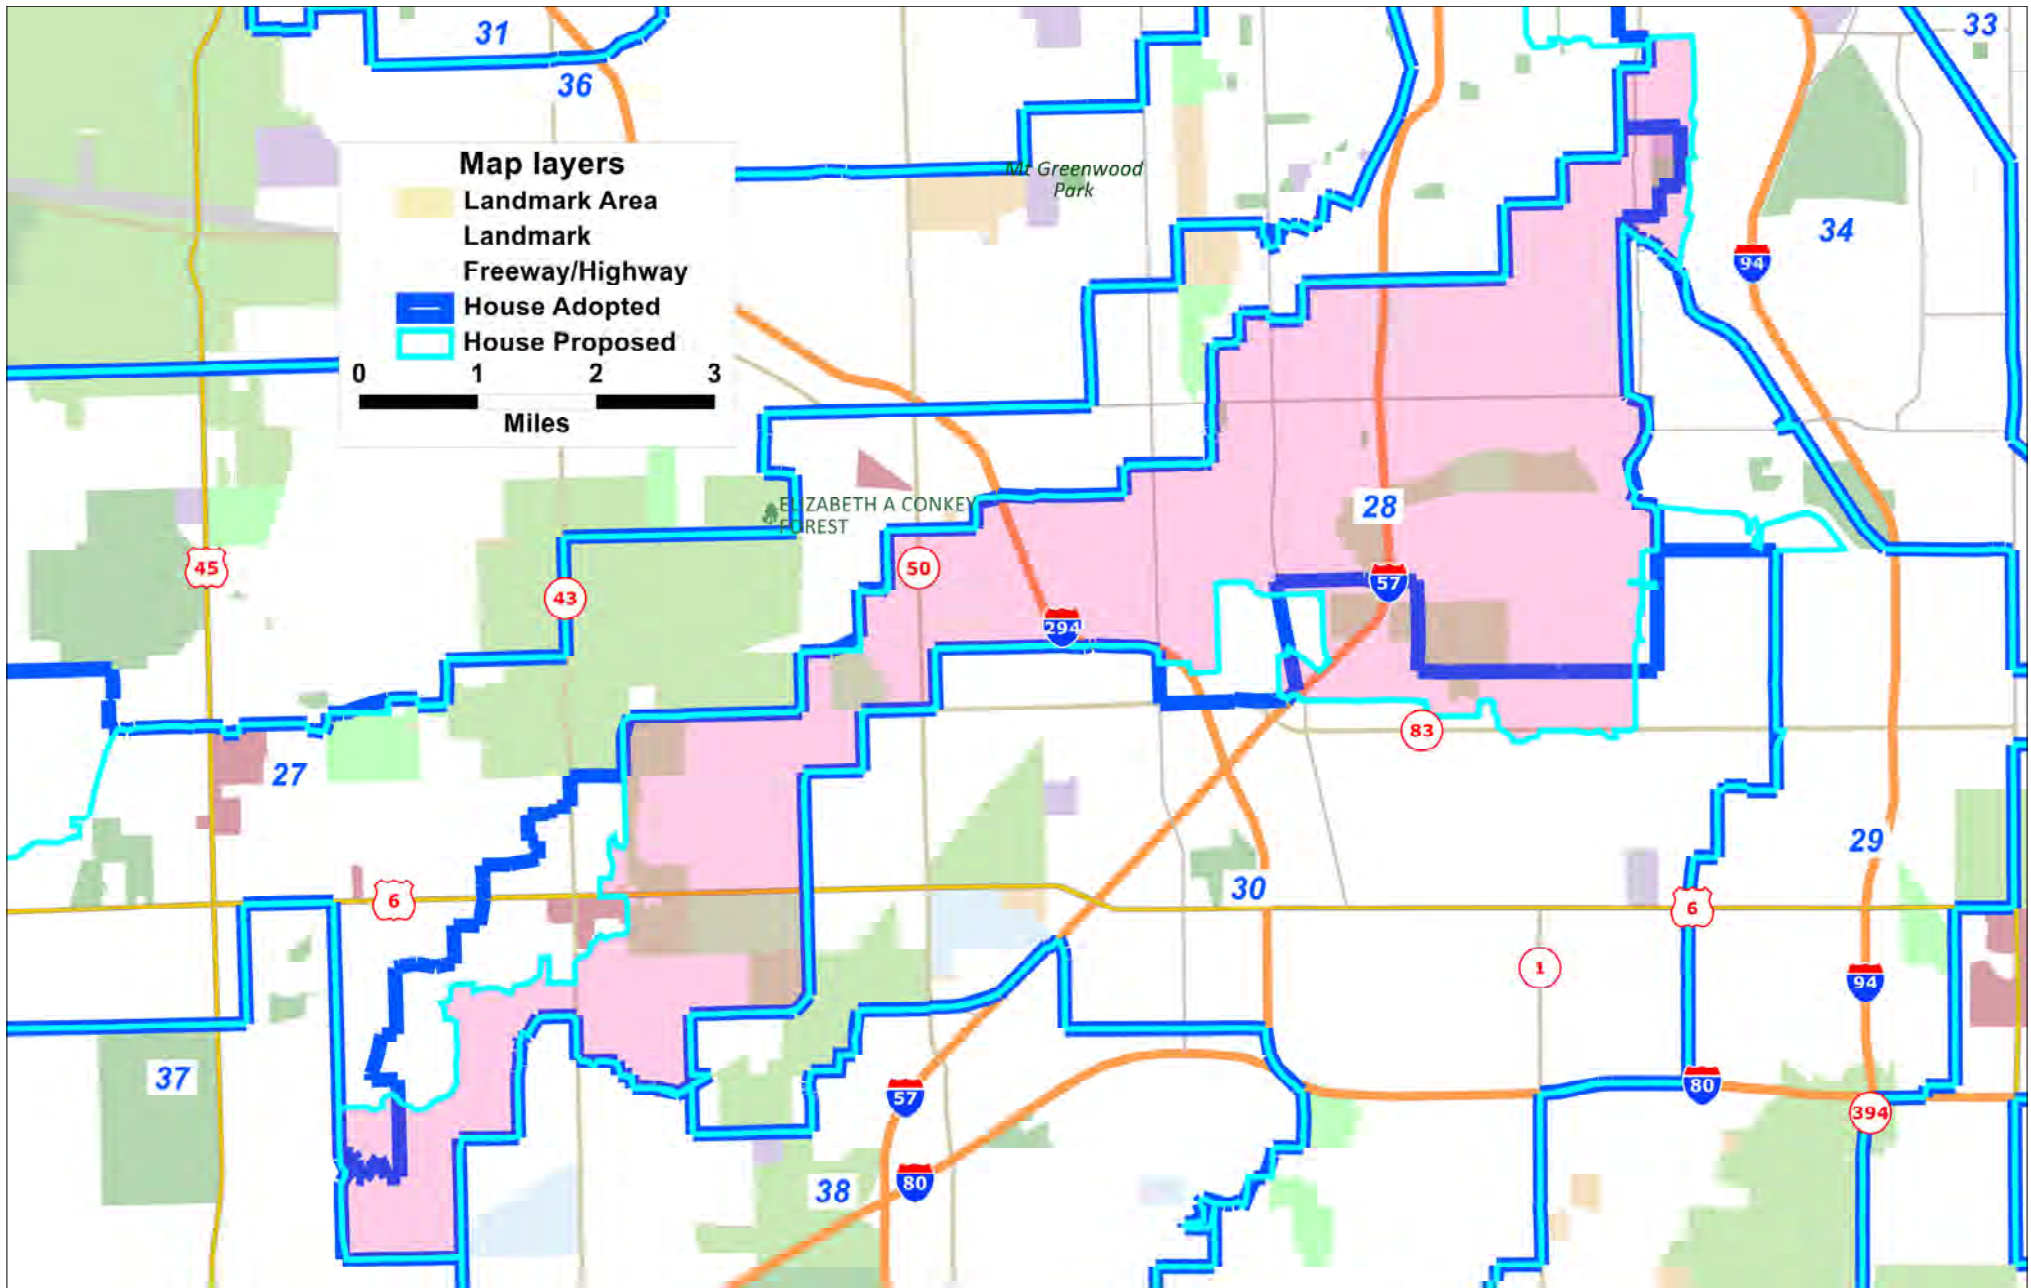 31
33
36
Map layers
Mt Greenwood
Park
Landmark Area
Landmark
34
94
Freeway/Highway
House Adopted
House Proposed
0 1 2 3
Miles
ELIZABETH A CONKEY
FOREST
28
45
50
57
43
294
83
27
29
6
30
6
1
94
37
57
80
394
38
80